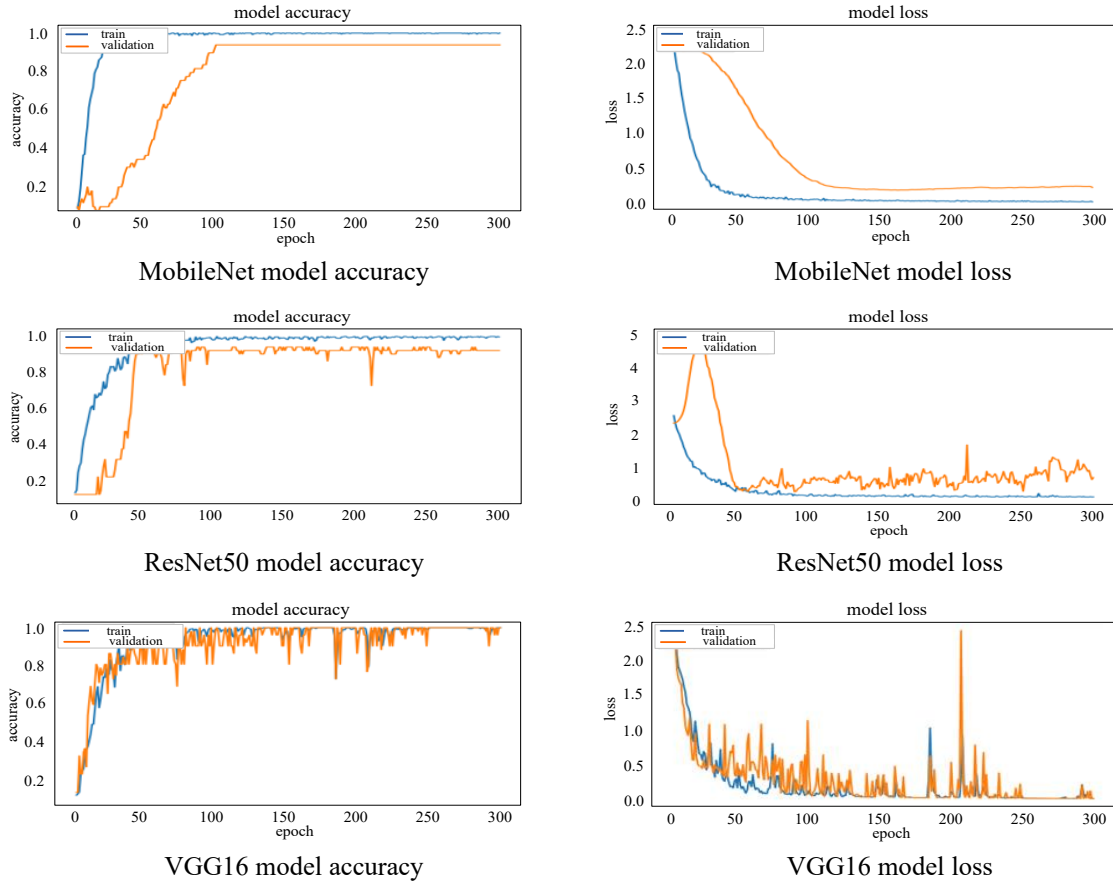 model accuracy
1.0
0.8
0.6
0.4
0.2
accuracy
train
validation
0 50 100 150 200 250 300
epoch
MobileNet model accuracy
model loss
2.5
2.0
1.5
1.0
0.5
0.0
loss
train
validation
0 50 100 150 200 250 300
epoch
MobileNet model loss
model accuracy
1.0
0.8
0.6
0.4
0.2
accuracy
train
validation
0 50 100 150 200 250 300
epoch
ResNet50 model accuracy
model loss
5
4
3
2
1
0
loss
train
validation
0 50 100 150 200 250 300
epoch
ResNet50 model loss
model accuracy
1.0
0.8
0.6
0.4
0.2
accuracy
train
validation
0 50 100 150 200 250 300
epoch
VGG16 model accuracy
model loss
2.5
2.0
1.5
1.0
0.5
0.0
loss
train
validation
0 50 100 150 200 250 300
epoch
VGG16 model loss